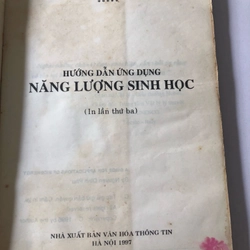 HƯỚNG DẪN ỨNG DỤNG
NĂNG LƯỢNG SINH HỌC
(In lần thứ ba)
NHÀ XUẤT BẢN VĂN HOÁ THÔNG TIN
HÀ NỘI 1997